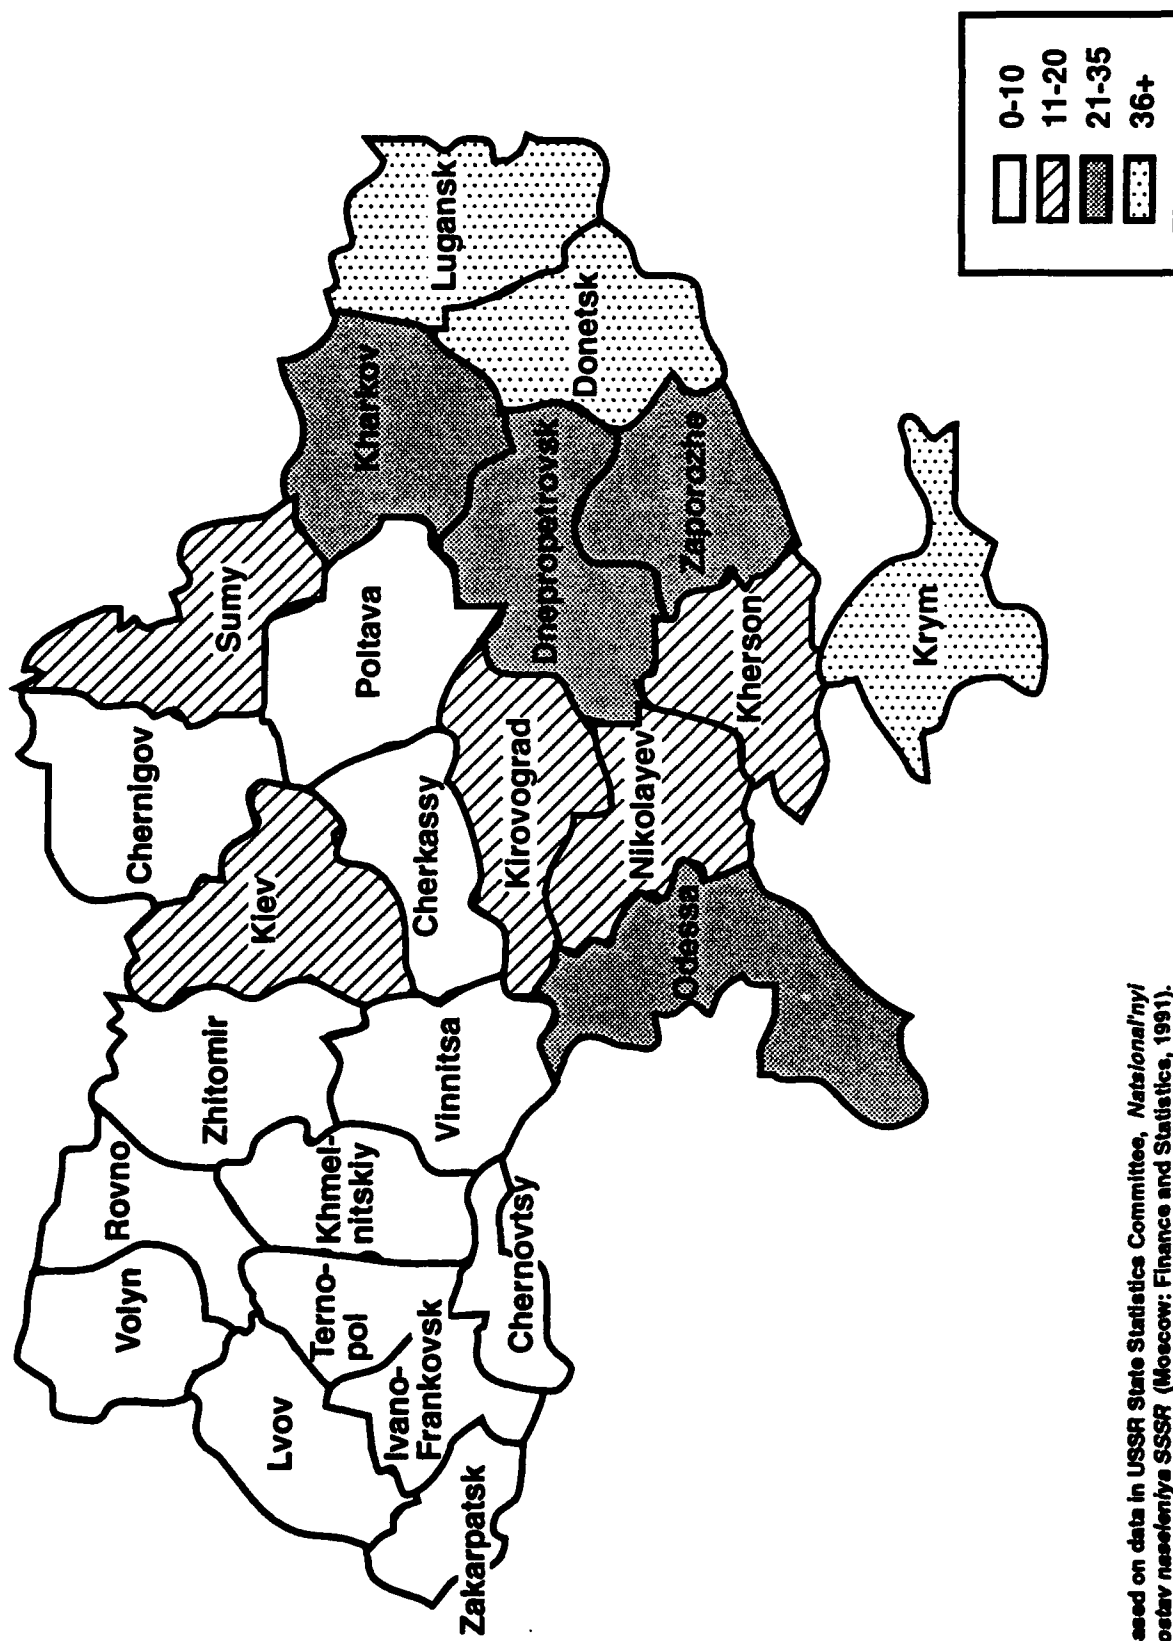 Volyn
Rovno
Zhitomir
Kiev
Chernigov
Sumy
Lvov
Terno-
pol
Khmel-
nitskiy
Vinnitsa
Cherkassy
Poltava
Kharkov
Lugansk
Zakarpatsk
Ivano-
Frankovsk
Chernovtsy
Kirovograd
Dnepropetrovsk
Donetsk
Odessa
Nikolayev
Kherson
Zaporozhe
Krym
0-10
11-20
21-35
36+
ased on data in USSR State Statistics Committee, Natsional'nyi
ostav naseleniya SSSR (Moscow: Finance and Statistics, 1991).